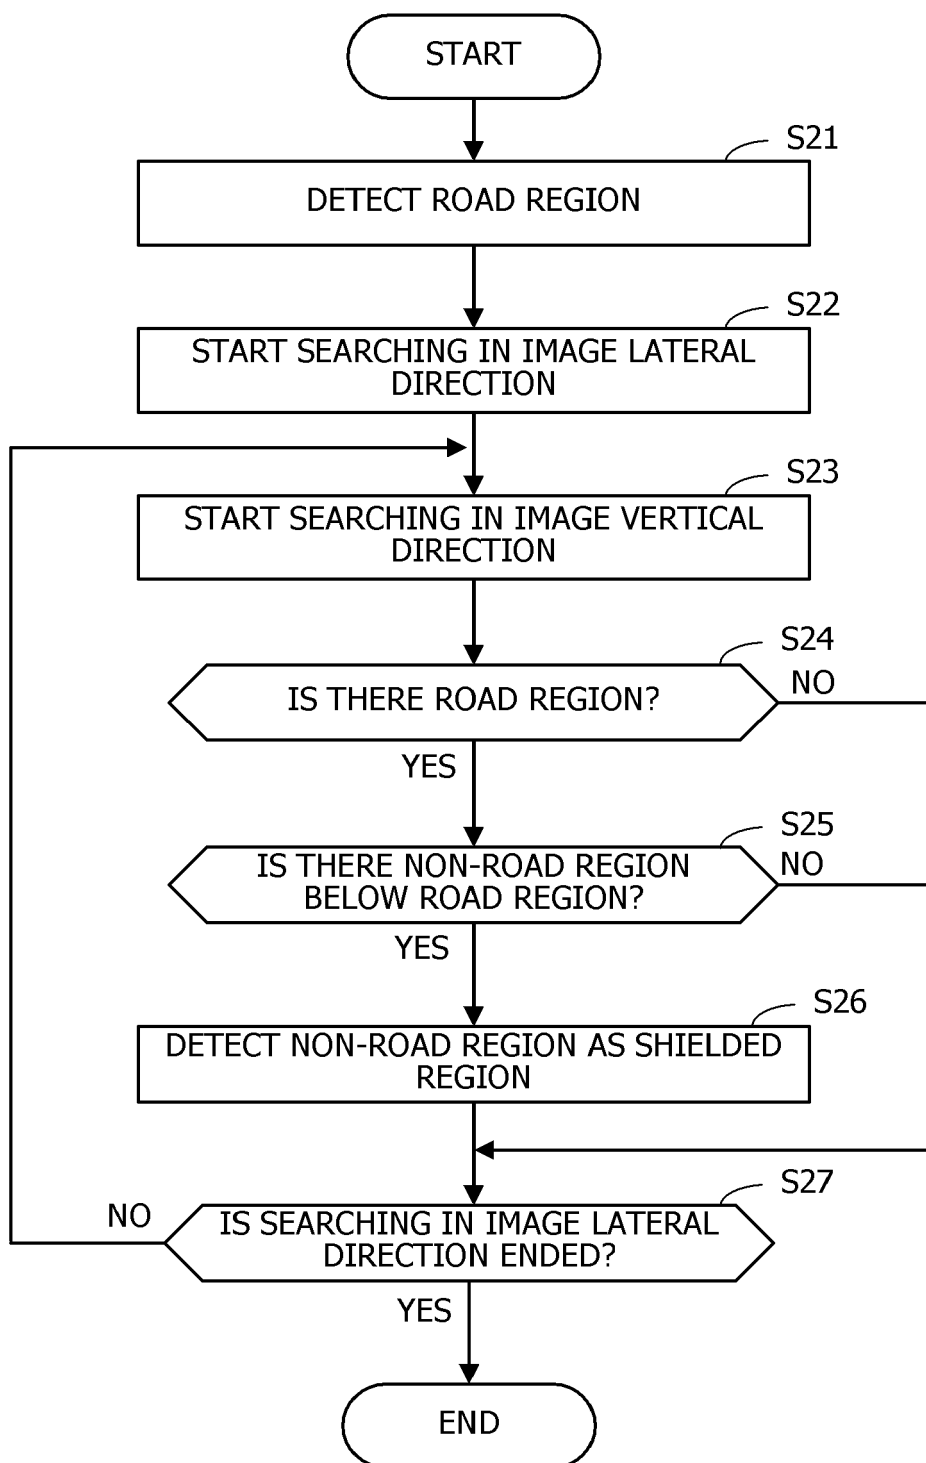 START
S21
DETECT ROAD REGION
S22
START SEARCHING IN IMAGE LATERAL
DIRECTION
S23
START SEARCHING IN IMAGE VERTICAL
DIRECTION
S24
IS THERE ROAD REGION?
NO
YES
S25
IS THERE NON-ROAD REGION
BELOW ROAD REGION?
NO
YES
S26
DETECT NON-ROAD REGION AS SHIELDED
REGION
S27
NO
IS SEARCHING IN IMAGE LATERAL
DIRECTION ENDED?
YES
END